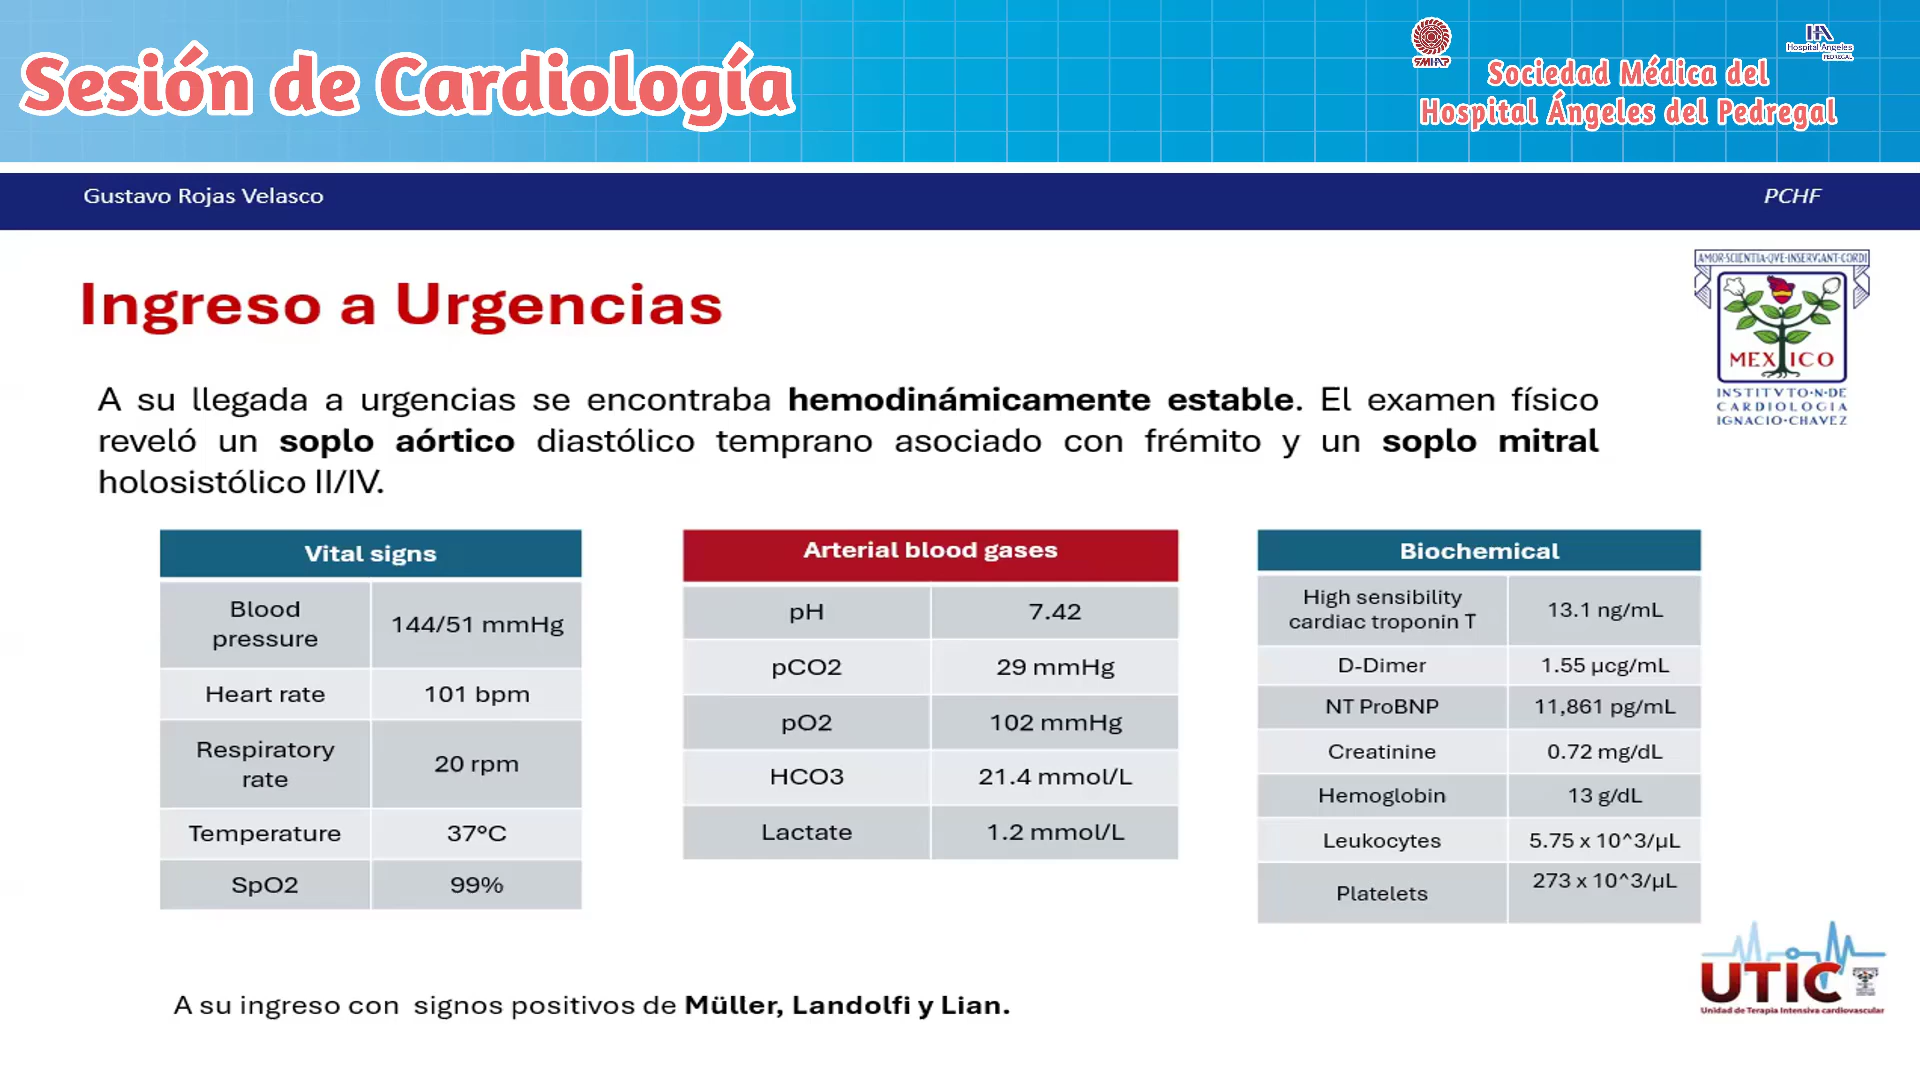 Sesión de Cardiología
SMHAP
Hospital Angeles
PEDREGAL
Sociedad Médica del
Hospital Ángeles del Pedregal
Gustavo Rojas Velasco
PCHF
Ingreso a Urgencias
AMOR·SCIENTIA·QVE·INSERVIANT·CORDI
MEXICO
INSTITVTO·N·DE
CARDIOLOGIA
IGNACIO·CHAVEZ
A su llegada a urgencias se encontraba hemodinámicamente estable. El examen físico
reveló un soplo aórtico diastólico temprano asociado con frémito y un soplo mitral
holosistólico II/IV.
Vital signs
Blood pressure 144/51 mmHg
Heart rate 101 bpm
Respiratory rate 20 rpm
Temperature 37°C
SpO2 99%
Arterial blood gases
pH 7.42
pCO2 29 mmHg
pO2 102 mmHg
HCO3 21.4 mmol/L
Lactate 1.2 mmol/L
Biochemical
High sensibility cardiac troponin T 13.1 ng/mL
D-Dimer 1.55 µcg/mL
NT ProBNP 11,861 pg/mL
Creatinine 0.72 mg/dL
Hemoglobin 13 g/dL
Leukocytes 5.75 x 10^3/µL
Platelets 273 x 10^3/µL
A su ingreso con signos positivos de Müller, Landolfi y Lian.
UTIC
Unidad de Terapia Intensiva cardiovascular